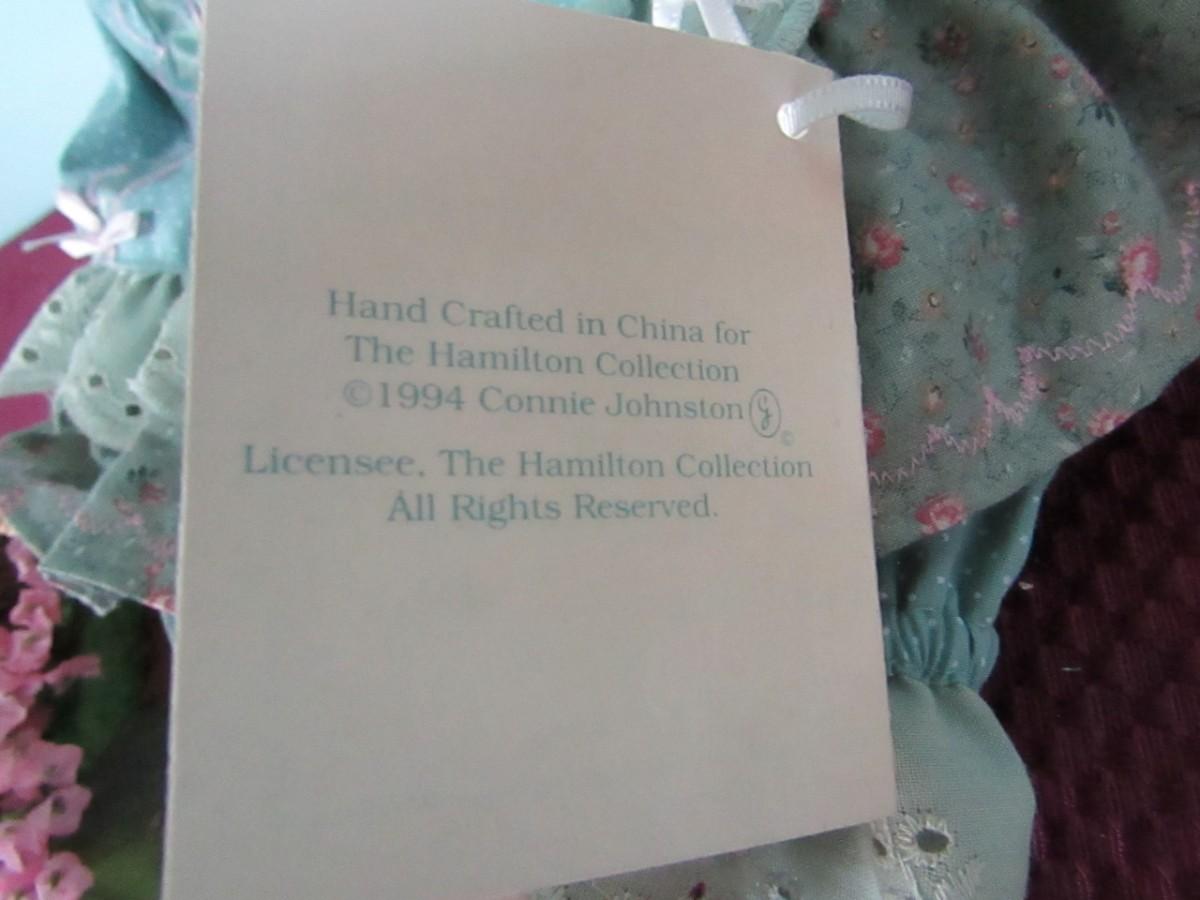 Hand Crafted in China for
The Hamilton Collection
©1994 Connie Johnston
©
Licensee. The Hamilton Collection
All Rights Reserved.